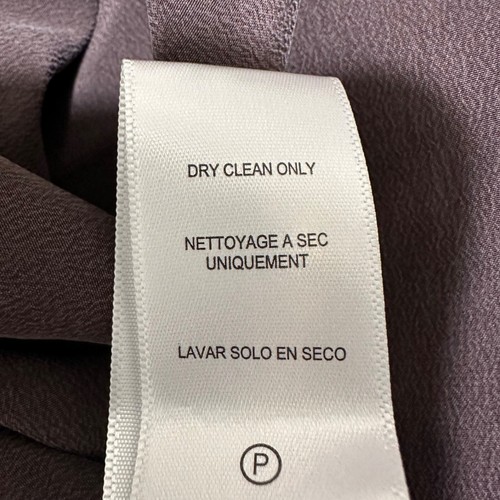 DRY CLEAN ONLY
NETTOYAGE A SEC
UNIQUEMENT
LAVAR SOLO EN SECO
P